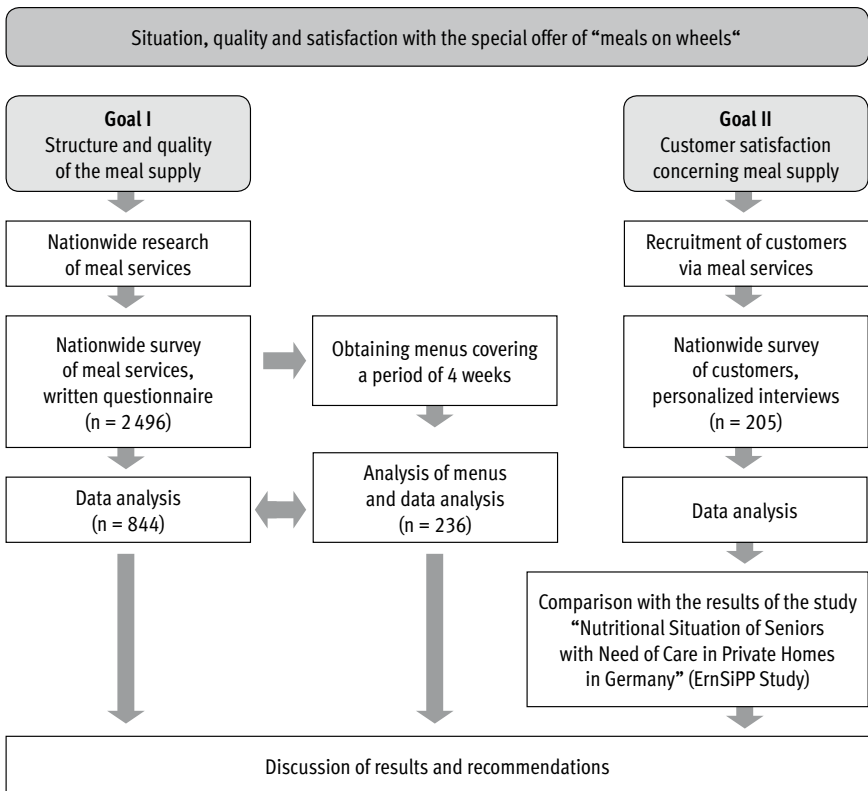 Situation, quality and satisfaction with the special offer of “meals on wheels“
Goal I
Structure and quality
of the meal supply
Goal II
Customer satisfaction
concerning meal supply
Nationwide research
of meal services
Recruitment of customers
via meal services
Nationwide survey
of meal services,
written questionnaire
(n = 2 496)
Obtaining menus covering
a period of 4 weeks
Nationwide survey
of customers,
personalized interviews
(n = 205)
Data analysis
(n = 844)
Analysis of menus
and data analysis
(n = 236)
Data analysis
Comparison with the results of the study
“Nutritional Situation of Seniors
with Need of Care in Private Homes
in Germany” (ErnSiPP Study)
Discussion of results and recommendations